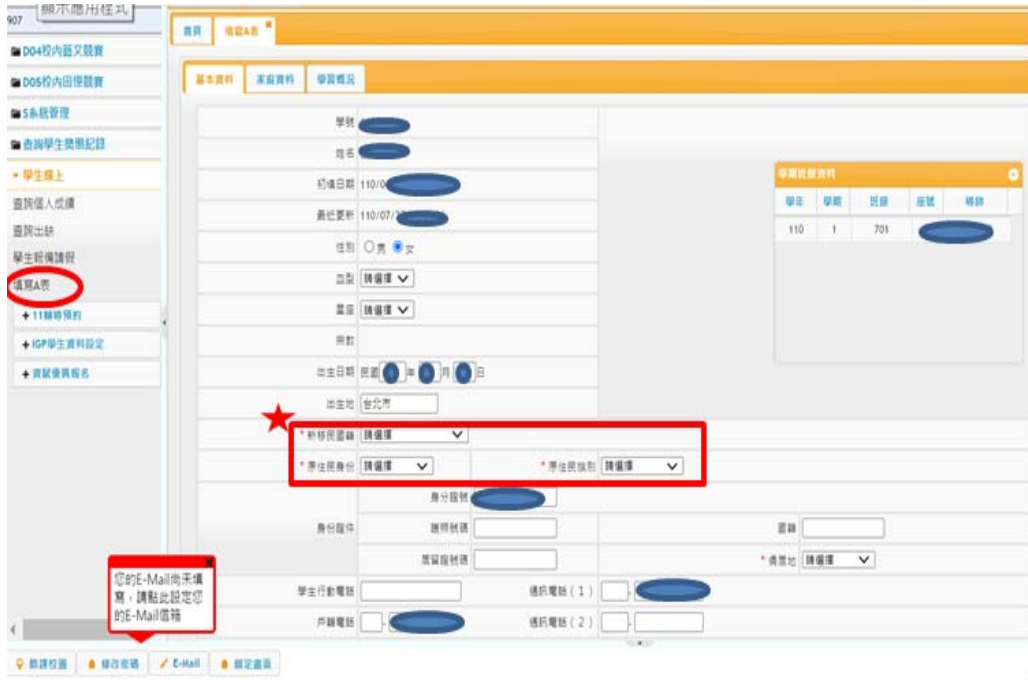 顯示應用程式
907
D04校內藝文競賽
D05校內田徑競賽
S系統管理
查詢學生獎懲記錄
學生線上
查詢個人成績
查詢出缺
學生報備請假
填寫A表
+ 11輔導預約
+ IGP學生資料設定
+ 資賦優異報名
首頁 填寫A表
基本資料 家庭資料 學習概況
學號
姓名
初填日期 110/0
最近更新 110/07/
性別 男 女
血型 請選擇
星座 請選擇
出生日期 民國 年 月 日
出生地 台北市
* 新移民國籍 請選擇
* 原住民身份 請選擇 * 原住民族別 請選擇
身分證號
身份證件 護照號碼 國籍
居留證號碼 * 僑居地 請選擇
學生行動電話 通訊電話(1) -
戶籍電話 - 通訊電話(2) -
學期班級資料
學年 學期 班級 座號 導師
110 1 701
您的E-Mail尚未填
寫，請點此設定您
的E-Mail信箱
酷課校園 修改密碼 E-Mail 鎖定畫面